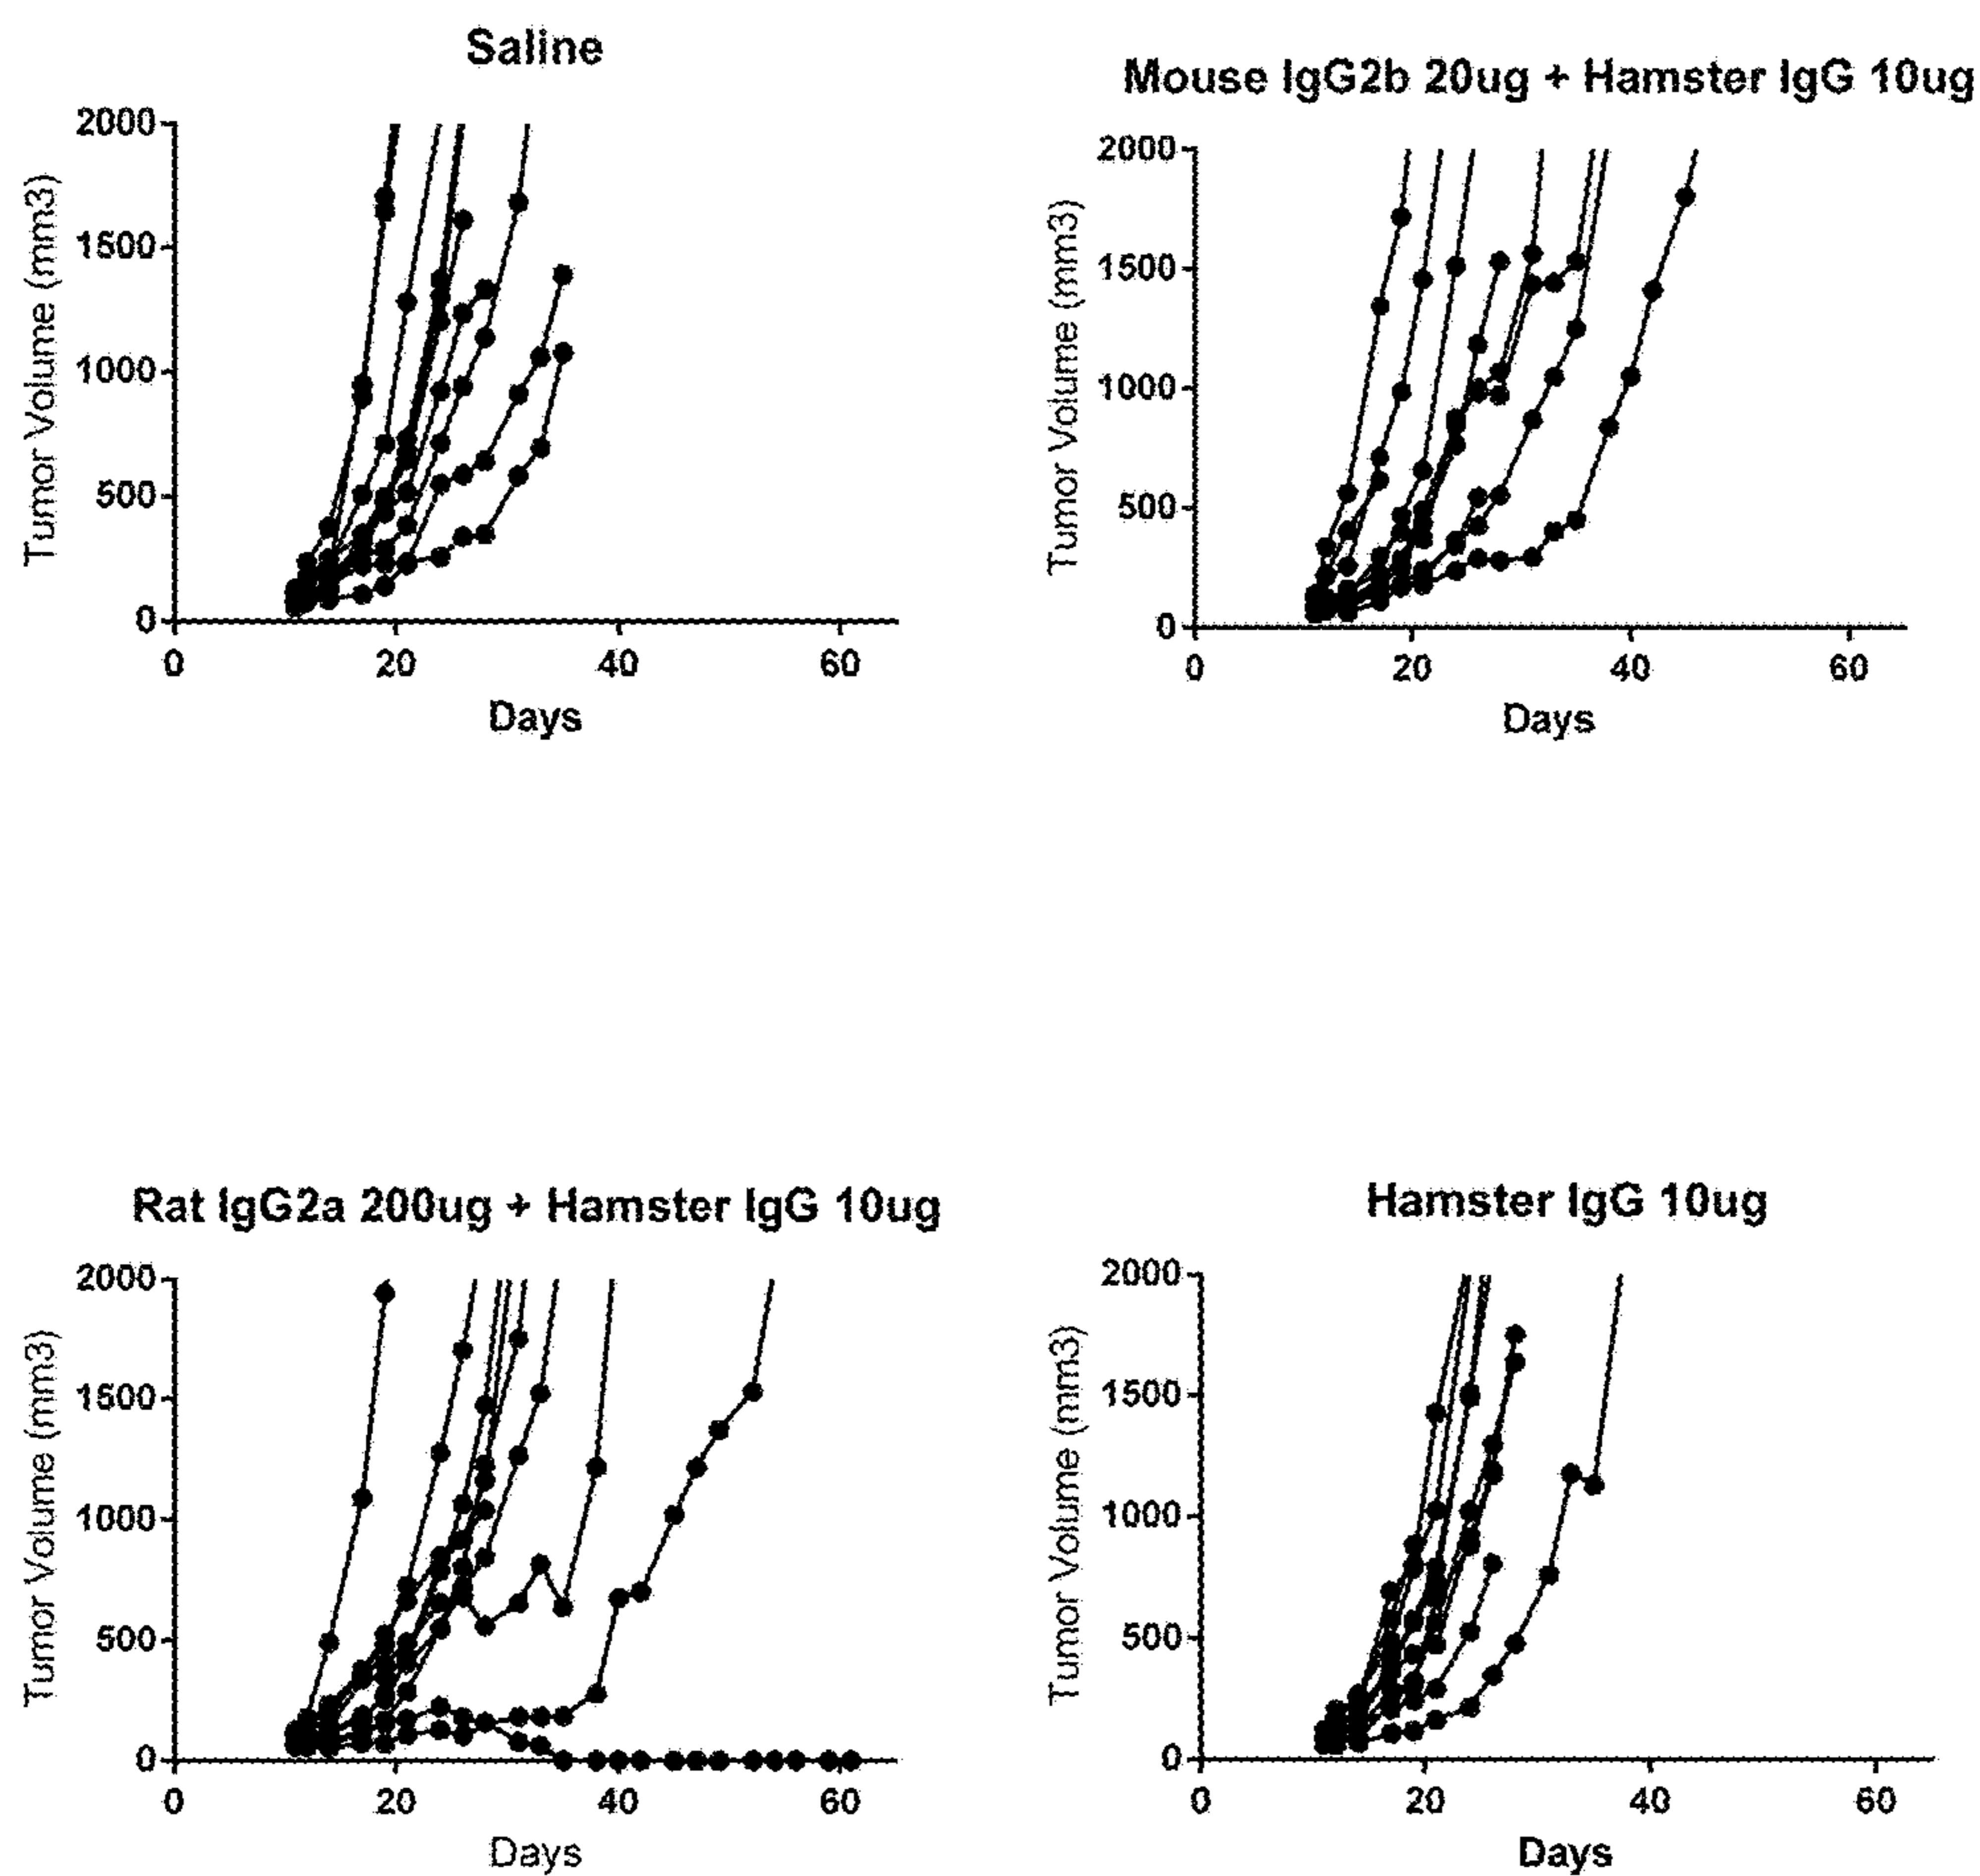 Saline
2000
1500
1000
500
0
Tumor Volume (mm3)
0 20 40 60
Days
Mouse IgG2b 20ug + Hamster IgG 10ug
2000
1500
1000
500
0
Tumor Volume (mm3)
0 20 40 60
Days
Rat IgG2a 200ug + Hamster IgG 10ug
2000
1500
1000
500
0
Tumor Volume (mm3)
0 20 40 60
Days
Hamster IgG 10ug
2000
1500
1000
500
0
Tumor Volume (mm3)
0 20 40 60
Days